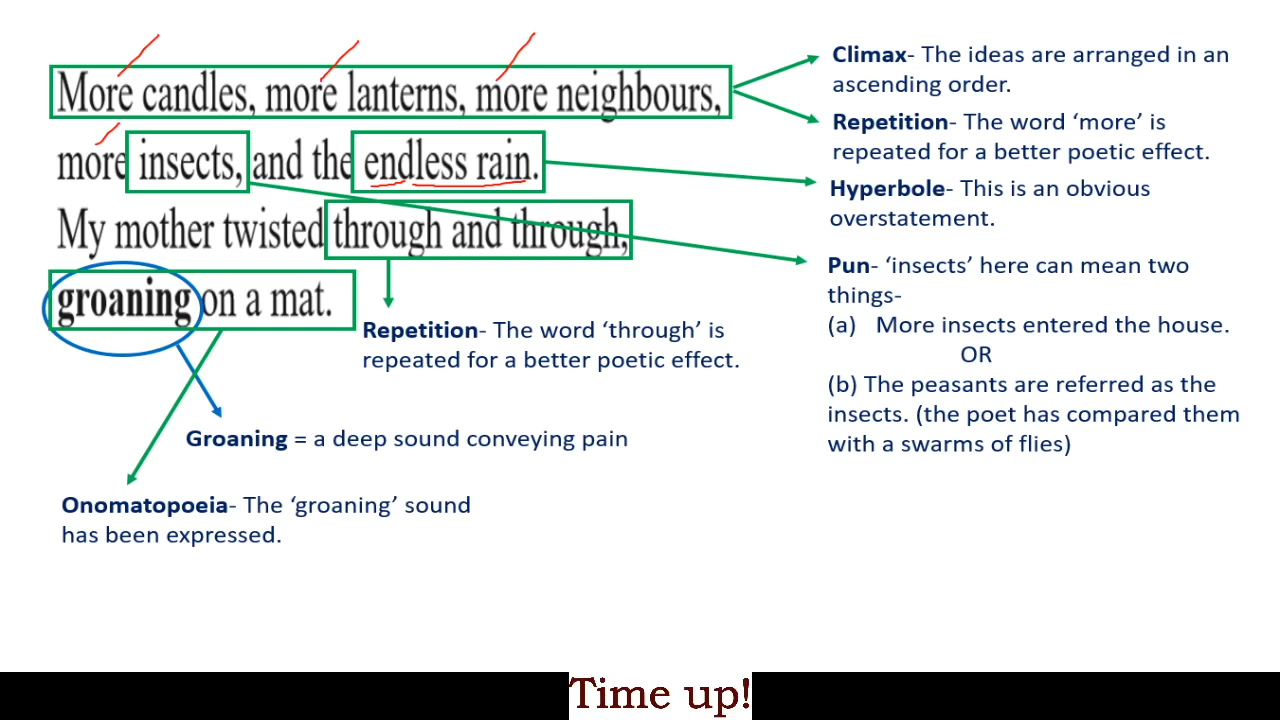 More candles, more lanterns, more neighbours,
more insects, and the endless rain.
My mother twisted through and through,
groaning on a mat.
Climax- The ideas are arranged in an
ascending order.
Repetition- The word ‘more’ is
repeated for a better poetic effect.
Hyperbole- This is an obvious
overstatement.
Pun- ‘insects’ here can mean two
things-
(a) More insects entered the house.
OR
(b) The peasants are referred as the
insects. (the poet has compared them
with a swarms of flies)
Repetition- The word ‘through’ is
repeated for a better poetic effect.
Groaning = a deep sound conveying pain
Onomatopoeia- The ‘groaning’ sound
has been expressed.
Time up!